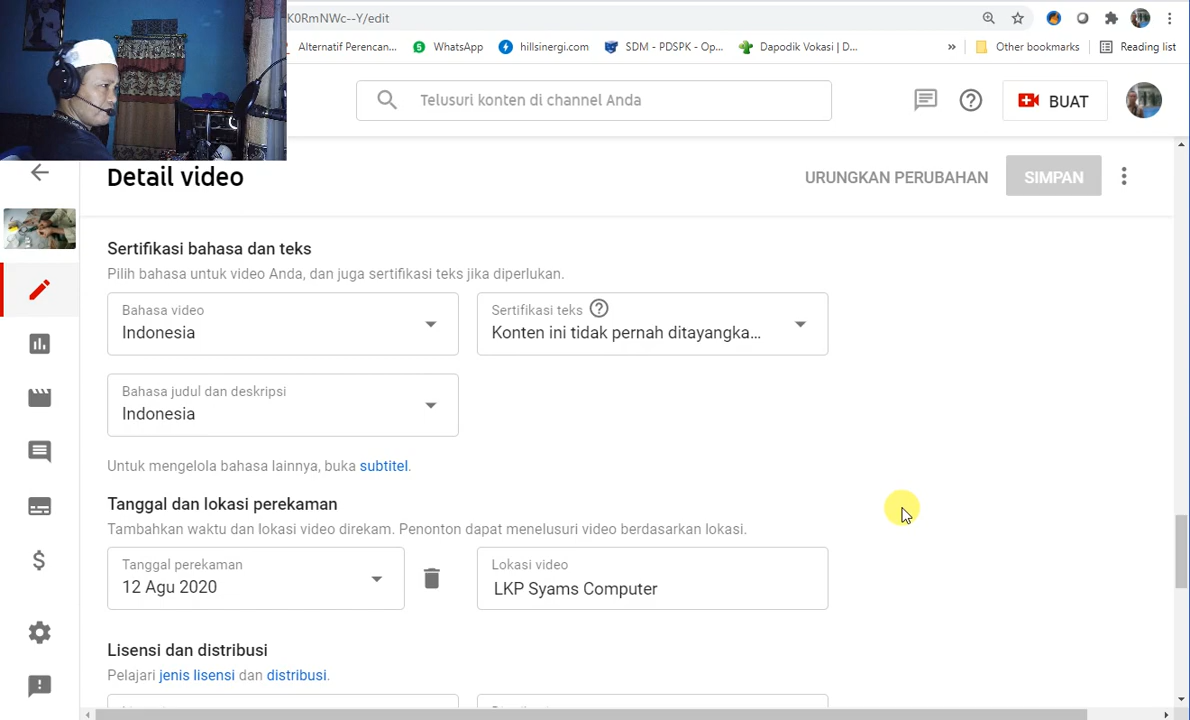 K0RmNWc--Y/edit
Alternatif Perencan...
WhatsApp
hillsinergi.com
SDM - PDSPK - Op...
Dapodik Vokasi | D...
»
Other bookmarks
Reading list
Telusuri konten di channel Anda
BUAT
Detail video
URUNGKAN PERUBAHAN
SIMPAN
Sertifikasi bahasa dan teks
Pilih bahasa untuk video Anda, dan juga sertifikasi teks jika diperlukan.
Bahasa video
Indonesia
Sertifikasi teks
Konten ini tidak pernah ditayangka...
Bahasa judul dan deskripsi
Indonesia
Untuk mengelola bahasa lainnya, buka subtitel.
Tanggal dan lokasi perekaman
Tambahkan waktu dan lokasi video direkam. Penonton dapat menelusuri video berdasarkan lokasi.
Tanggal perekaman
12 Agu 2020
Lokasi video
LKP Syams Computer
Lisensi dan distribusi
Pelajari jenis lisensi dan distribusi.